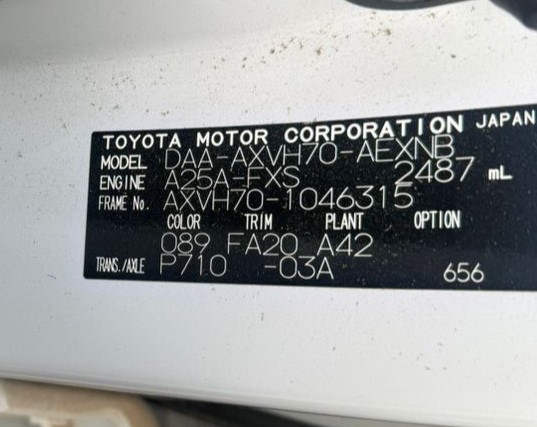 TOYOTA MOTOR CORPORATION JAPAN
MODEL DAA-AXVH70-AEXNB
ENGINE A25A-FXS 2487 mL
FRAME No. AXVH70-1046315
COLOR TRIM PLANT OPTION
089 FA20 A42
TRANS./AXLE P710 -03A 656